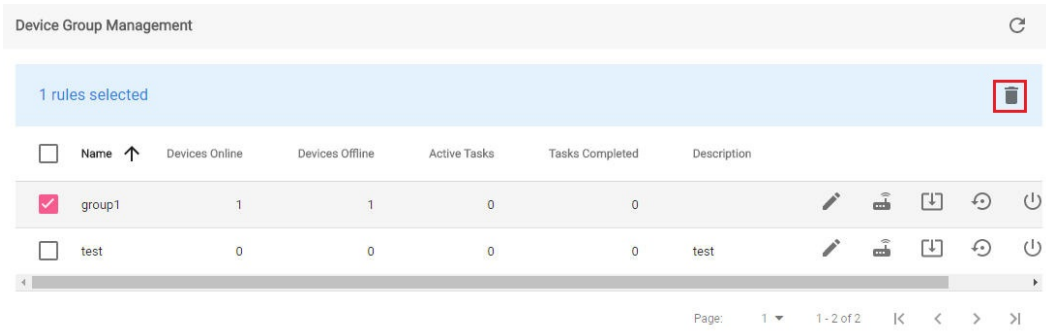 Device Group Management
1 rules selected
Name Devices Online Devices Offline Active Tasks Tasks Completed Description
group1 1 1 0 0
test 0 0 0 0 test
Page: 1 1 - 2 of 2